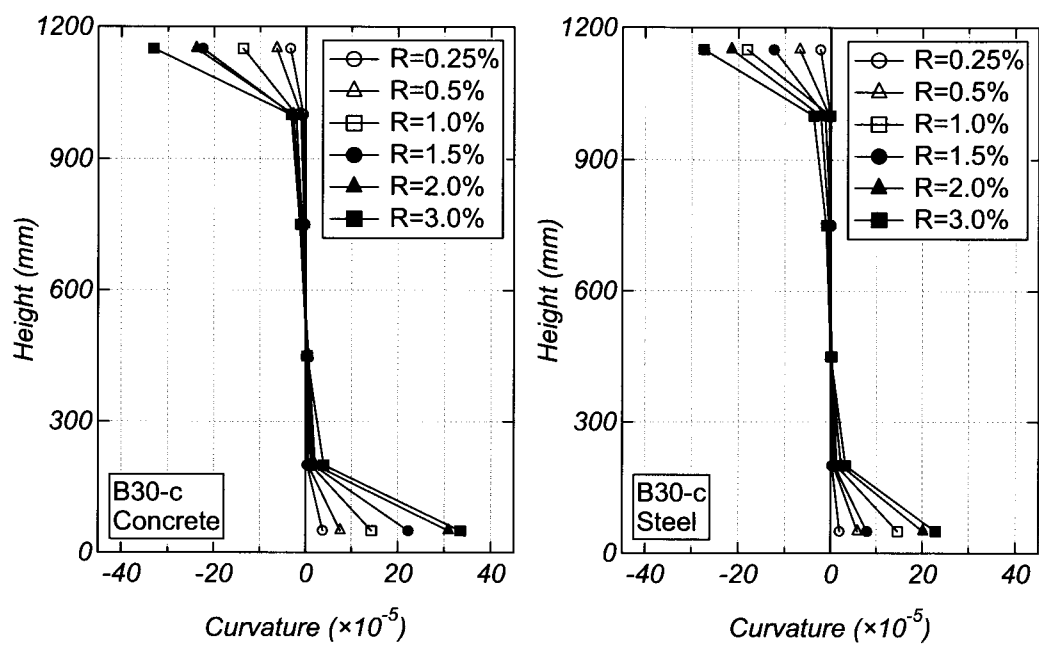 1200
900
600
300
0
Height (mm)
R=0.25%
R=0.5%
R=1.0%
R=1.5%
R=2.0%
R=3.0%
B30-c
Concrete
-40 -20 0 20 40
Curvature (×10⁻⁵)
1200
900
600
300
0
Height (mm)
R=0.25%
R=0.5%
R=1.0%
R=1.5%
R=2.0%
R=3.0%
B30-c
Steel
-40 -20 0 20 40
Curvature (×10⁻⁵)